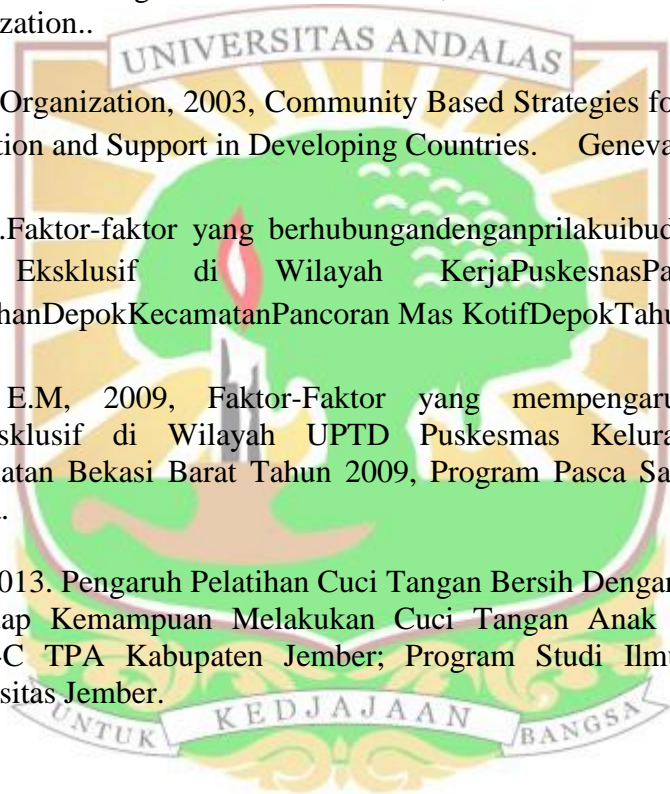 ization..
UNIVERSITAS ANDALAS
Organization, 2003, Community Based Strategies fo
tion and Support in Developing Countries. Geneva
.Faktor-faktor yang berhubungandenganprilakuibud
Eksklusif di Wilayah KerjaPuskesnasPa
hanDepokKecamatanPancoran Mas KotifDepokTahu
E.M, 2009, Faktor-Faktor yang mempengaru
sklusif di Wilayah UPTD Puskesmas Kelura
atan Bekasi Barat Tahun 2009, Program Pasca Sa
.
013. Pengaruh Pelatihan Cuci Tangan Bersih Dengan
ap Kemampuan Melakukan Cuci Tangan Anak
-C TPA Kabupaten Jember; Program Studi Ilmu
sitas Jember.
UNTUK KEDJAJAAN BANGSA